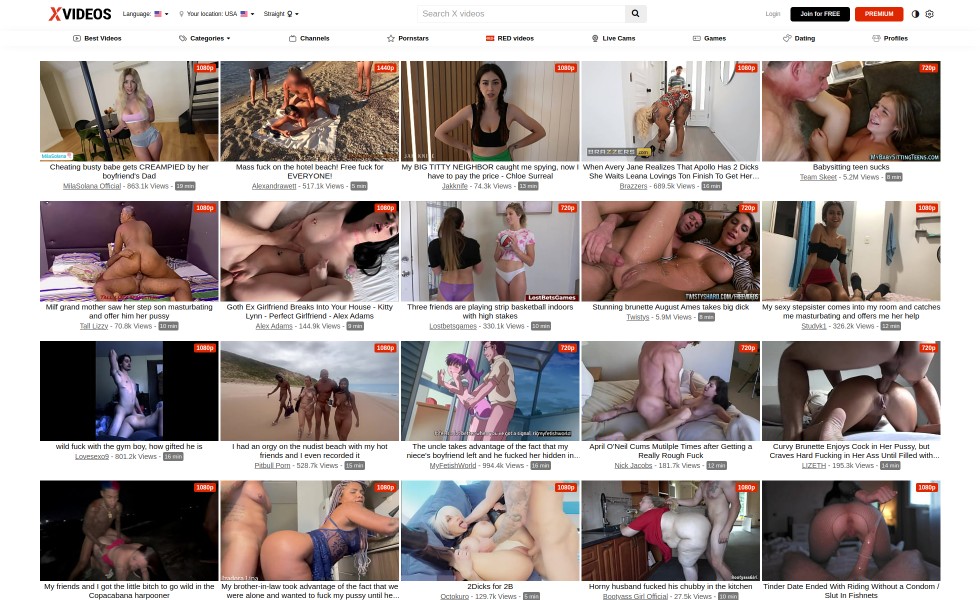 XVIDEOS
Language:
Your location: USA
Straight
Search X videos
Login
Join for FREE
PREMIUM
Best Videos
Categories
Channels
Pornstars
RED videos
Live Cams
Games
Dating
Profiles
1080p
1440p
1080p
1080p
720p
BRAZZERS
MYBABYSITTINGTEENS.COM
Cheating busty babe gets CREAMPIED by her
boyfriend's Dad
MilaSolana Official - 863.1k Views - 19 min
Mass fuck on the hotel beach! Free fuck for
EVERYONE!
Alexandrawett - 517.1k Views - 5 min
My BIG TITTY NEIGHBOR caught me spying, now I
have to pay the price - Chloe Surreal
Jakknife - 74.3k Views - 13 min
When Avery Jane Realizes That Apollo Has 2 Dicks
She Waits Leana Lovings Ton Finish To Get Her…
Brazzers - 689.5k Views - 16 min
Babysitting teen sucks
Team Skeet - 5.2M Views - 8 min
1080p
1080p
720p
720p
1080p
LostBetsGames
Milf grand mother saw her step son masturbating
and offer him her pussy
Tall Lizzy - 70.8k Views - 10 min
Goth Ex Girlfriend Breaks Into Your House - Kitty
Lynn - Perfect Girlfriend - Alex Adams
Alex Adams - 144.9k Views - 9 min
Three friends are playing strip basketball indoors
with high stakes
Lostbetsgames - 330.1k Views - 10 min
Stunning brunette August Ames takes big dick
Twistys - 5.9M Views - 8 min
My sexy stepsister comes into my room and catches
me masturbating and offers me her help
Studyk1 - 326.2k Views - 12 min
1080p
1080p
720p
720p
720p
wild fuck with the gym boy, how gifted he is
Lovesexo9 - 801.2k Views - 16 min
I had an orgy on the nudist beach with my hot
friends and I even recorded it
Pitbull Porn - 528.7k Views - 15 min
The uncle takes advantage of the fact that my
niece's boyfriend left and he fucked her hidden in…
MyFetishWorld - 994.4k Views - 16 min
April O'Neil Cums Mutilple Times after Getting a
Really Rough Fuck
Nick Jacobs - 181.7k Views - 12 min
Curvy Brunette Enjoys Cock in Her Pussy, but
Craves Hard Fucking in Her Ass Until Filled with…
LIZETH - 195.3k Views - 14 min
1080p
1080p
1080p
1080p
1080p
My friends and I got the little bitch to go wild in the
Copacabana harpooner
My brother-in-law took advantage of the fact that we
were alone and wanted to fuck my pussy until he…
2Dicks for 2B
Octokuro - 129.7k Views - 5 min
Horny husband fucked his chubby in the kitchen
Bootyass Girl Official - 27.5k Views - 10 min
Tinder Date Ended With Riding Without a Condom /
Slut In Fishnets